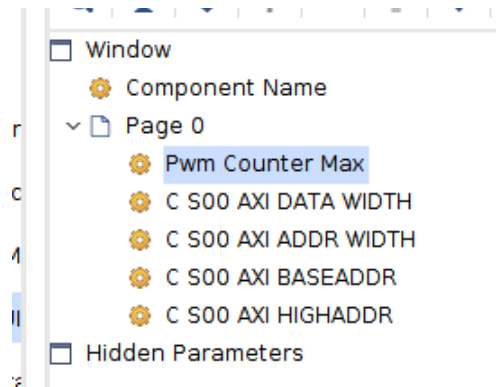 Window
Component Name
Page 0
Pwm Counter Max
C S00 AXI DATA WIDTH
C S00 AXI ADDR WIDTH
C S00 AXI BASEADDR
C S00 AXI HIGHADDR
Hidden Parameters